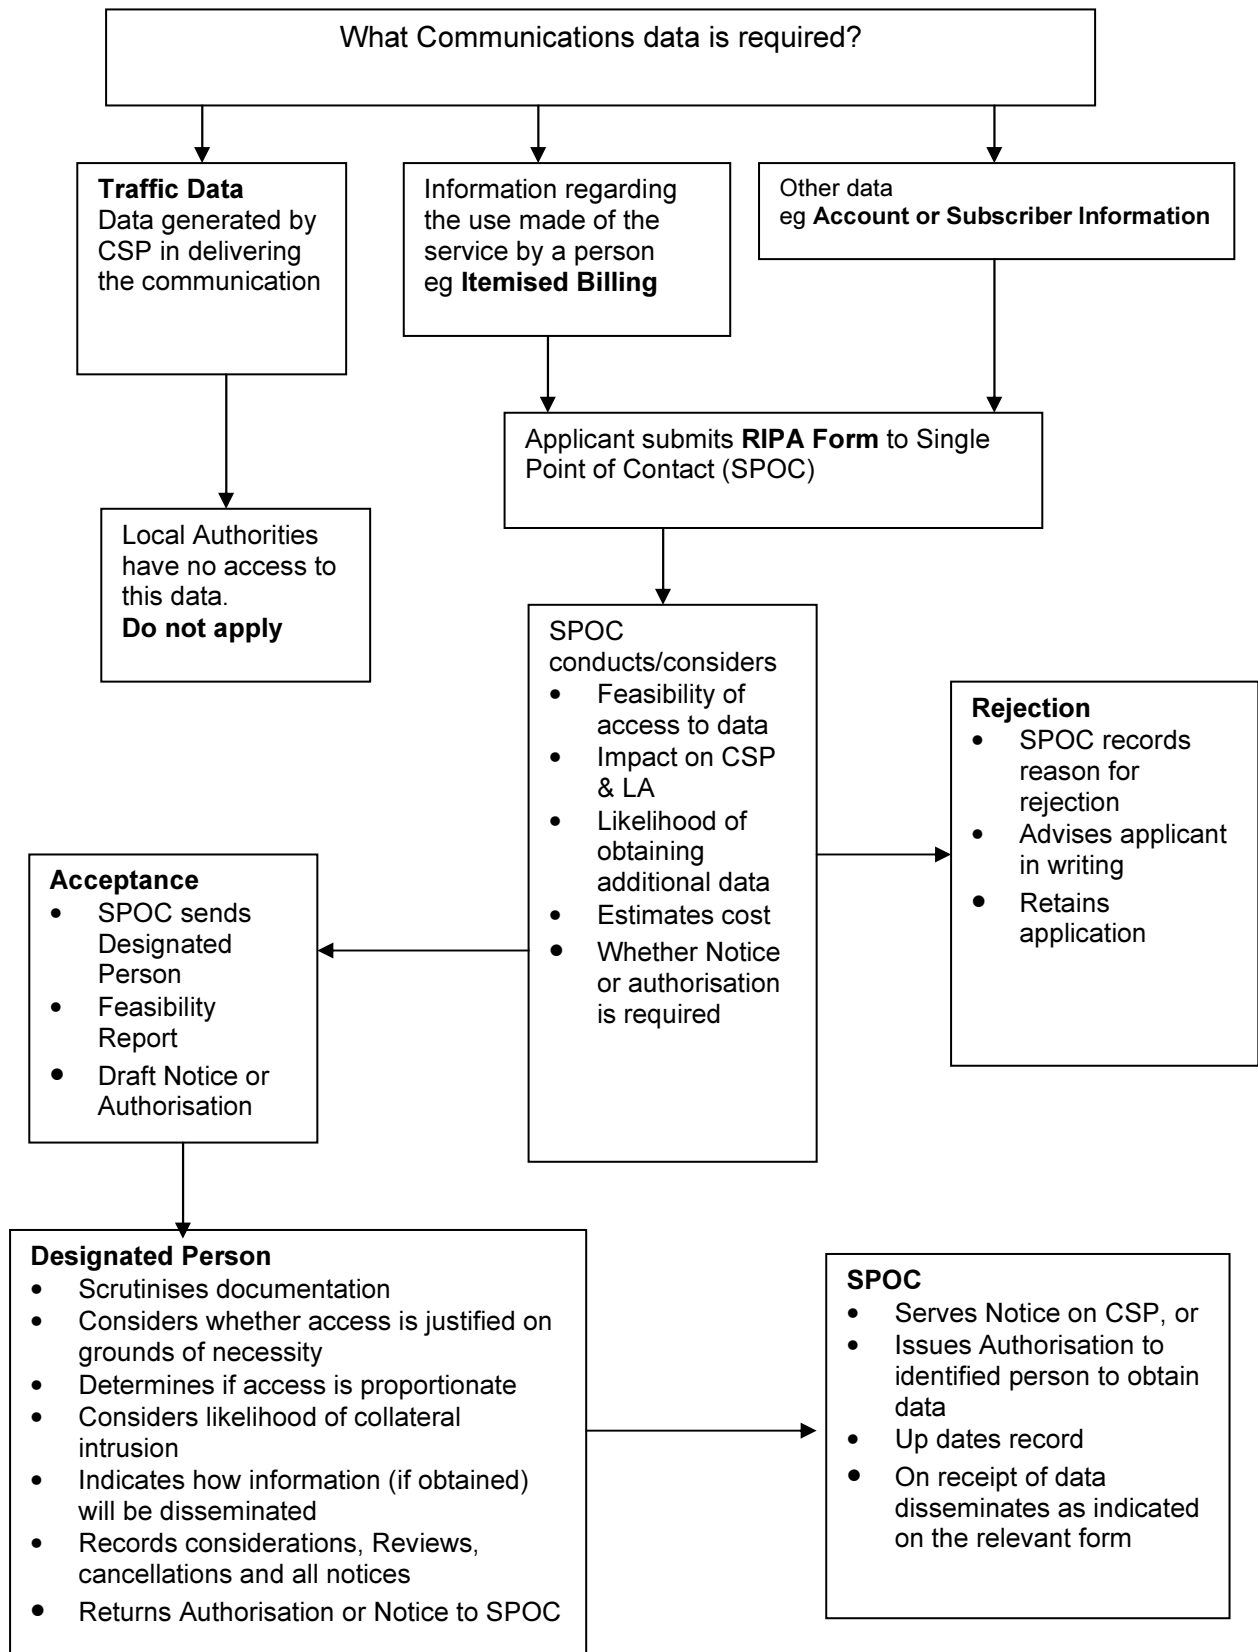 What Communications data is required?
Traffic Data
Data generated by
CSP in delivering
the communication
Information regarding
the use made of the
service by a person
eg Itemised Billing
Other data
eg Account or Subscriber Information
Applicant submits RIPA Form to Single
Point of Contact (SPOC)
Local Authorities
have no access to
this data.
Do not apply
SPOC
conducts/considers
• Feasibility of
access to data
• Impact on CSP
& LA
• Likelihood of
obtaining
additional data
• Estimates cost
• Whether Notice
or authorisation
is required
Rejection
• SPOC records
reason for
rejection
• Advises applicant
in writing
• Retains
application
Acceptance
• SPOC sends
Designated
Person
• Feasibility
Report
• Draft Notice or
Authorisation
Designated Person
• Scrutinises documentation
• Considers whether access is justified on
grounds of necessity
• Determines if access is proportionate
• Considers likelihood of collateral
intrusion
• Indicates how information (if obtained)
will be disseminated
• Records considerations, Reviews,
cancellations and all notices
• Returns Authorisation or Notice to SPOC
SPOC
• Serves Notice on CSP, or
• Issues Authorisation to
identified person to obtain
data
• Up dates record
• On receipt of data
disseminates as indicated
on the relevant form